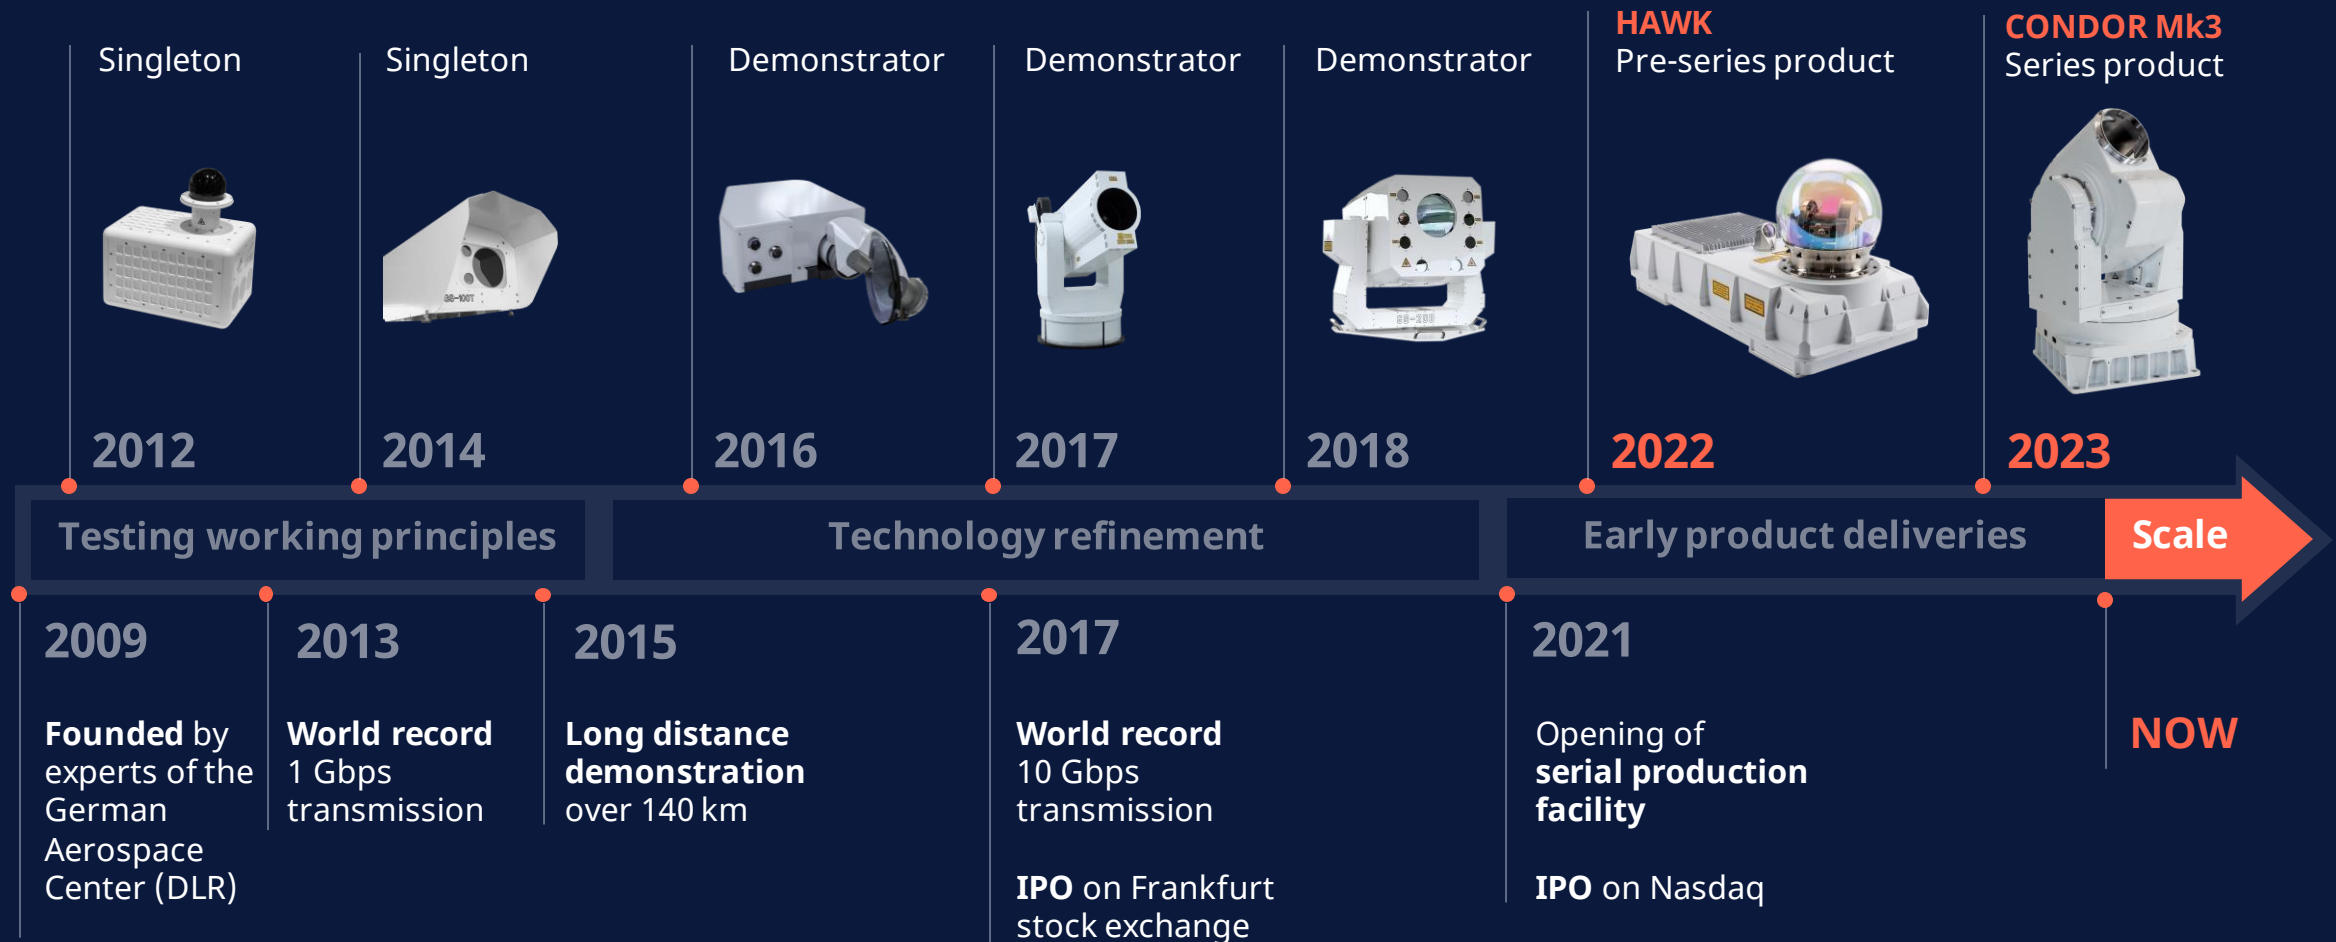 Singleton
Singleton
Demonstrator
Demonstrator
Demonstrator
HAWK
Pre-series product
CONDOR Mk3
Series product
2012
2014
2016
2017
2018
2022
2023
Testing working principles
Technology refinement
Early product deliveries
Scale
2009
Founded by
experts of the
German
Aerospace
Center (DLR)
2013
World record
1 Gbps
transmission
2015
Long distance
demonstration
over 140 km
2017
World record
10 Gbps
transmission
IPO on Frankfurt
stock exchange
2021
Opening of
serial production
facility
IPO on Nasdaq
NOW